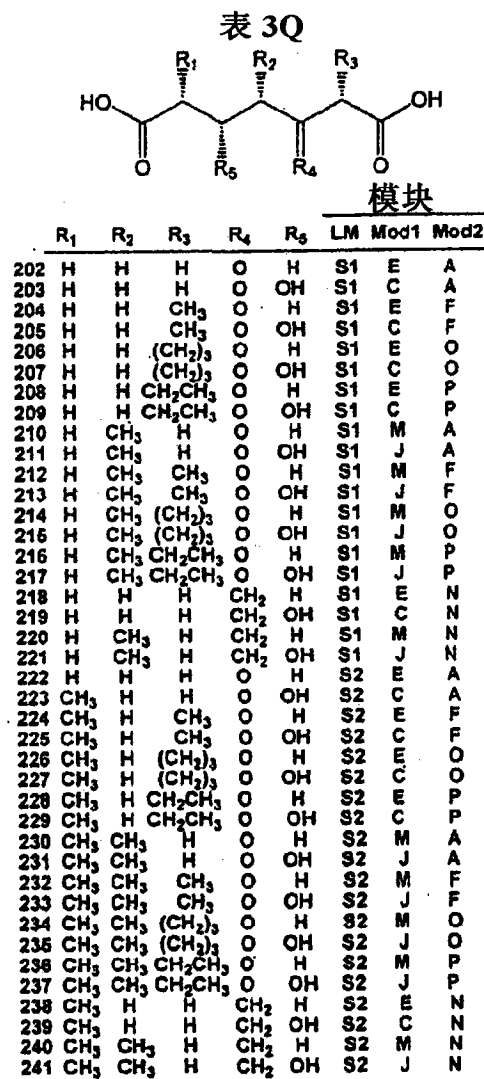 表 3Q
R₁ R₂ R₃
HO OH
O R₅ R₄ O
模块
R₁ R₂ R₃ R₄ R₅ LM Mod1 Mod2
202 H H H O H S1 E A
203 H H H O OH S1 C A
204 H H CH₃ O H S1 E F
205 H H CH₃ O OH S1 C F
206 H H (CH₂)₃ O H S1 E O
207 H H (CH₂)₃ O OH S1 C O
208 H H CH₂CH₃ O H S1 E P
209 H H CH₂CH₃ O OH S1 C P
210 H CH₃ H O H S1 M A
211 H CH₃ H O OH S1 J A
212 H CH₃ CH₃ O H S1 M F
213 H CH₃ CH₃ O OH S1 J F
214 H CH₃ (CH₂)₃ O H S1 M O
215 H CH₃ (CH₂)₃ O OH S1 J O
216 H CH₃ CH₂CH₃ O H S1 M P
217 H CH₃ CH₂CH₃ O OH S1 J P
218 H H H CH₂ H S1 E N
219 H H H CH₂ OH S1 C N
220 H CH₃ H CH₂ H S1 M N
221 H CH₃ H CH₂ OH S1 J N
222 H H H O H S2 E A
223 CH₃ H H O OH S2 C A
224 CH₃ H CH₃ O H S2 E F
225 CH₃ H CH₃ O OH S2 C F
226 CH₃ H (CH₂)₃ O H S2 E O
227 CH₃ H (CH₂)₃ O OH S2 C O
228 CH₃ H CH₂CH₃ O H S2 E P
229 CH₃ H CH₂CH₃ O OH S2 C P
230 CH₃ CH₃ H O H S2 M A
231 CH₃ CH₃ H O OH S2 J A
232 CH₃ CH₃ CH₃ O H S2 M F
233 CH₃ CH₃ CH₃ O OH S2 J F
234 CH₃ CH₃ (CH₂)₃ O H S2 M O
235 CH₃ CH₃ (CH₂)₃ O OH S2 J O
236 CH₃ CH₃ CH₂CH₃ O H S2 M P
237 CH₃ CH₃ CH₂CH₃ O OH S2 J P
238 CH₃ H H CH₂ H S2 E N
239 CH₃ H H CH₂ OH S2 C N
240 CH₃ CH₃ H CH₂ H S2 M N
241 CH₃ CH₃ H CH₂ OH S2 J N